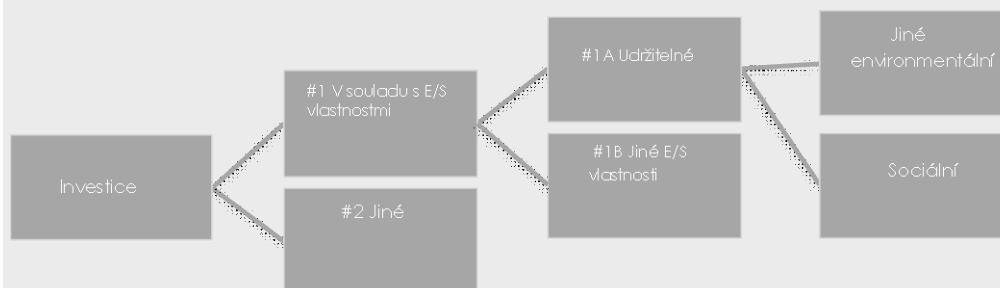 Investice
#1 V souladu s E/S
vlastnostmi
#2 Jiné
#1A Udržitelné
#1B Jiné E/S
vlastnosti
Jiné
environmentální
Sociální